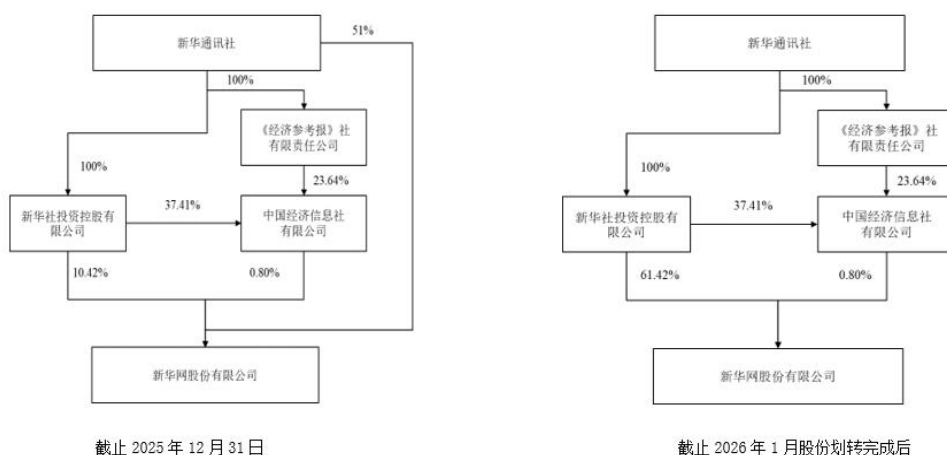 新华通讯社
51%
100%
《经济参考报》社
有限责任公司
100%
23.64%
新华社投资控股有
限公司
37.41%
中国经济信息社
有限公司
10.42%
0.80%
新华网股份有限公司
截止 2025 年 12 月 31 日
新华通讯社
100%
《经济参考报》社
有限责任公司
100%
23.64%
新华社投资控股有
限公司
37.41%
中国经济信息社
有限公司
61.42%
0.80%
新华网股份有限公司
截止 2026 年 1 月股份划转完成后